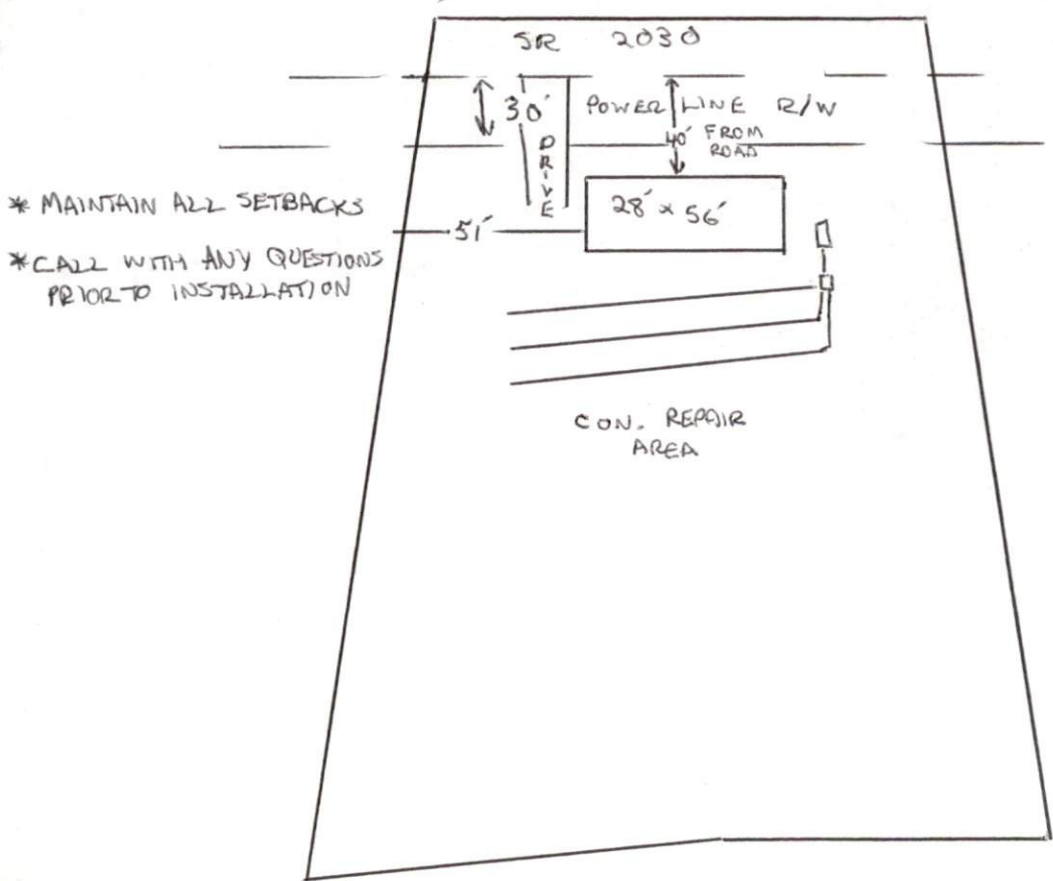 SR 2030
30'
POWER LINE R/W
40' FROM
ROAD
DRIVE
* MAINTAIN ALL SETBACKS
28' x 56'
51'
* CALL WITH ANY QUESTIONS
PRIOR TO INSTALLATION
CON. REPAIR
AREA